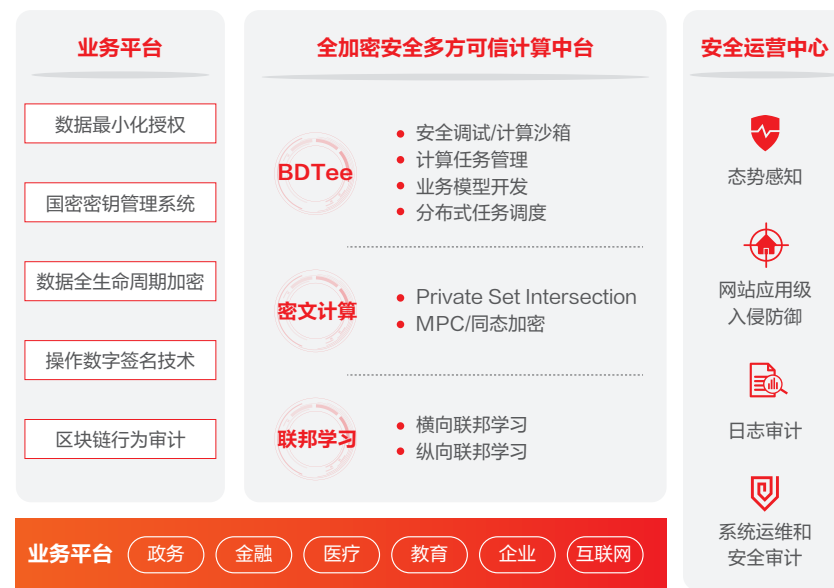 业务平台
数据最小化授权
国密密钥管理系统
数据全生命周期加密
操作数字签名技术
区块链行为审计
全加密安全多方可信计算中台
BDTee
安全调试/计算沙箱
计算任务管理
业务模型开发
分布式任务调度
密文计算
Private Set Intersection
MPC/同态加密
联邦学习
横向联邦学习
纵向联邦学习
安全运营中心
态势感知
网站应用级
入侵防御
日志审计
系统运维和
安全审计
业务平台 政务 金融 医疗 教育 企业 互联网